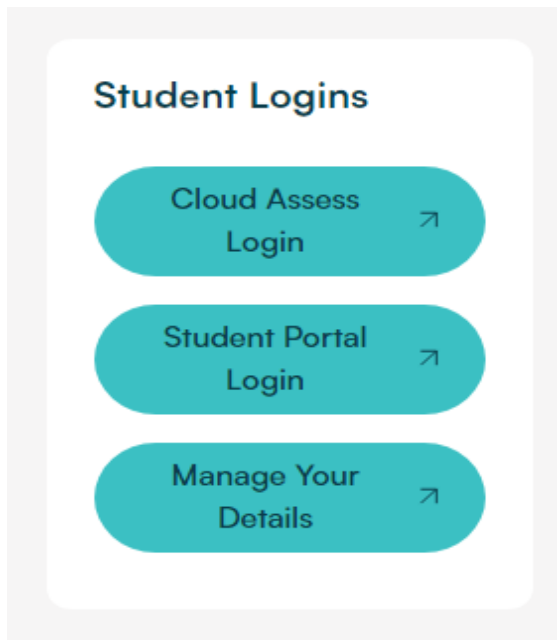 Student Logins
Cloud Assess
Login
Student Portal
Login
Manage Your
Details